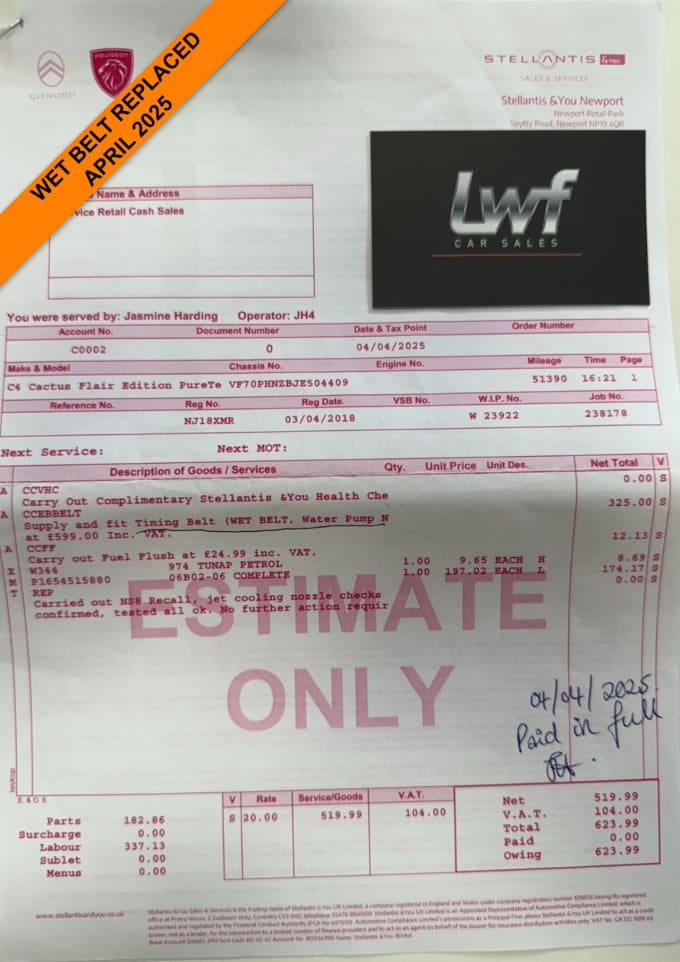 WET BELT REPLACED
APRIL 2025
CITROËN
PEUGEOT
STELLANTIS &YOU
SALES & SERVICES
Stellantis &You Newport
Newport Retail Park
Spytty Road, Newport NP19 4QR
lwf
CAR SALES
Name & Address
vice Retail Cash Sales
You were served by: Jasmine Harding Operator: JH4
Account No. Document Number Date & Tax Point Order Number
C0002 0 04/04/2025
Make & Model Chassis No. Engine No. Mileage Time Page
C4 Cactus Flair Edition PureTe VF70PHNZBJE504409 51390 16:21 1
Reference No. Reg No. Reg Date. VSB No. W.I.P. No. Job No.
NJ18XMR 03/04/2018 W 23922 238178
Next Service: Next MOT:
Description of Goods / Services Qty. Unit Price Unit Des. Net Total V
A CCVHC 0.00 S
Carry Out Complimentary Stellantis &You Health Che
A CCEBBELT 325.00 S
Supply and fit Timing Belt (WET BELT, Water Pump N
at £599.00 Inc. VAT.
A CCFF 12.13 S
Carry out Fuel Flush at £24.99 inc. VAT.
X W344 974 TUNAP PETROL 1.00 9.65 EACH H 8.69 S
M P1654515880 06B02-06 COMPLETE 1.00 197.02 EACH L 174.17 S
T REP 0.00 S
Carried out NS8 Recall, jet cooling nozzle checks
confirmed, tested all ok. No further action requir
ESTIMATE
ONLY
04/04/2025
Paid in full
keyloop
E. & O.E.
V Rate Service/Goods V.A.T.
S 20.00 519.99 104.00
Parts 182.86
Surcharge 0.00
Labour 337.13
Sublet 0.00
Menus 0.00
Net 519.99
V.A.T. 104.00
Total 623.99
Paid 0.00
Owing 623.99
www.stellantisandyou.co.uk